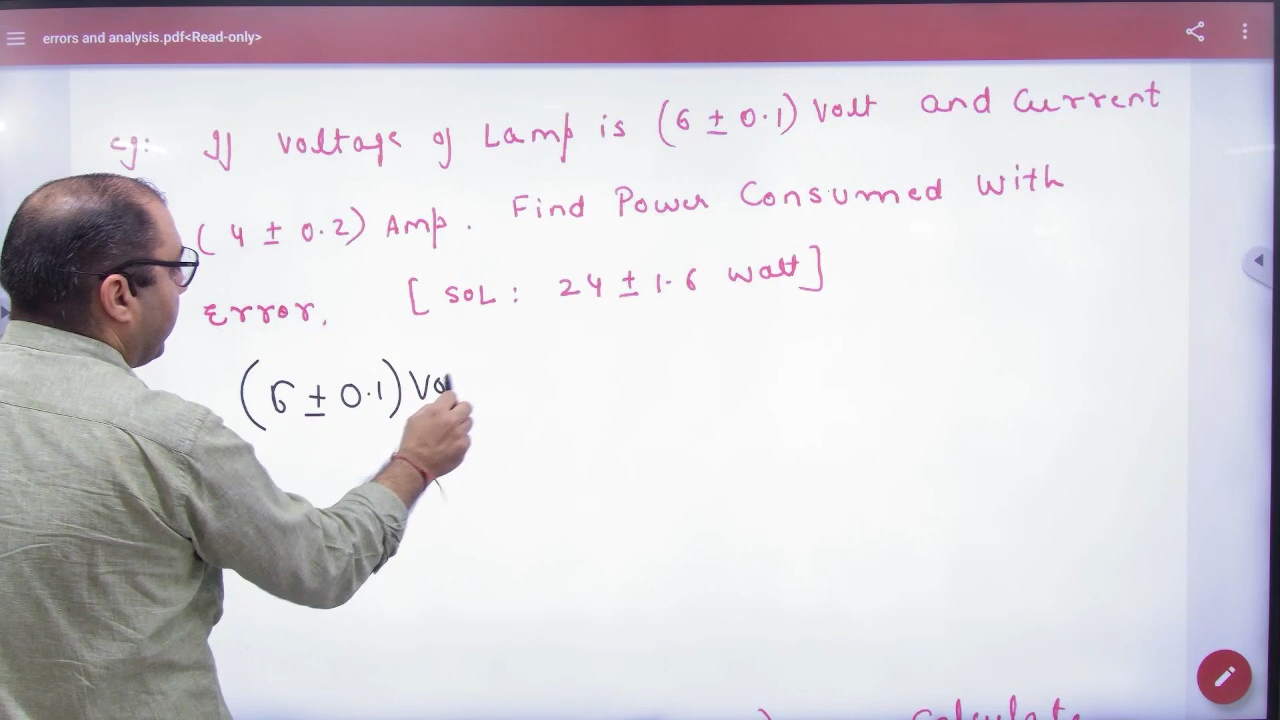 errors and analysis.pdf<Read-only>
eg: If voltage of Lamp is (6 ± 0.1) Volt and Current
(4 ± 0.2) Amp. Find Power Consumed With
Error. [SOL: 24 ± 1.6 watt]
(6 ± 0.1) Vo
Calculate